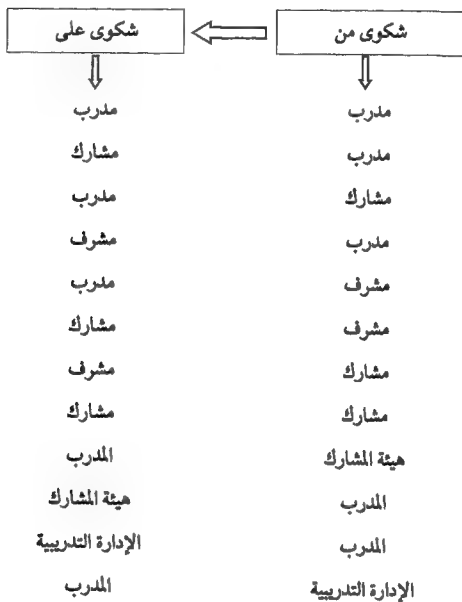 شكوى من شكوى على
مدرب مدرب
مدرب مشارك
مشارك مدرب
مدرب مشرف
مشرف مدرب
مشرف مشارك
مشارك مشرف
مشارك مشارك
هيئة المشارك المدرب
المدرب هيئة المشارك
المدرب الإدارة التدريبية
الإدارة التدريبية المدرب